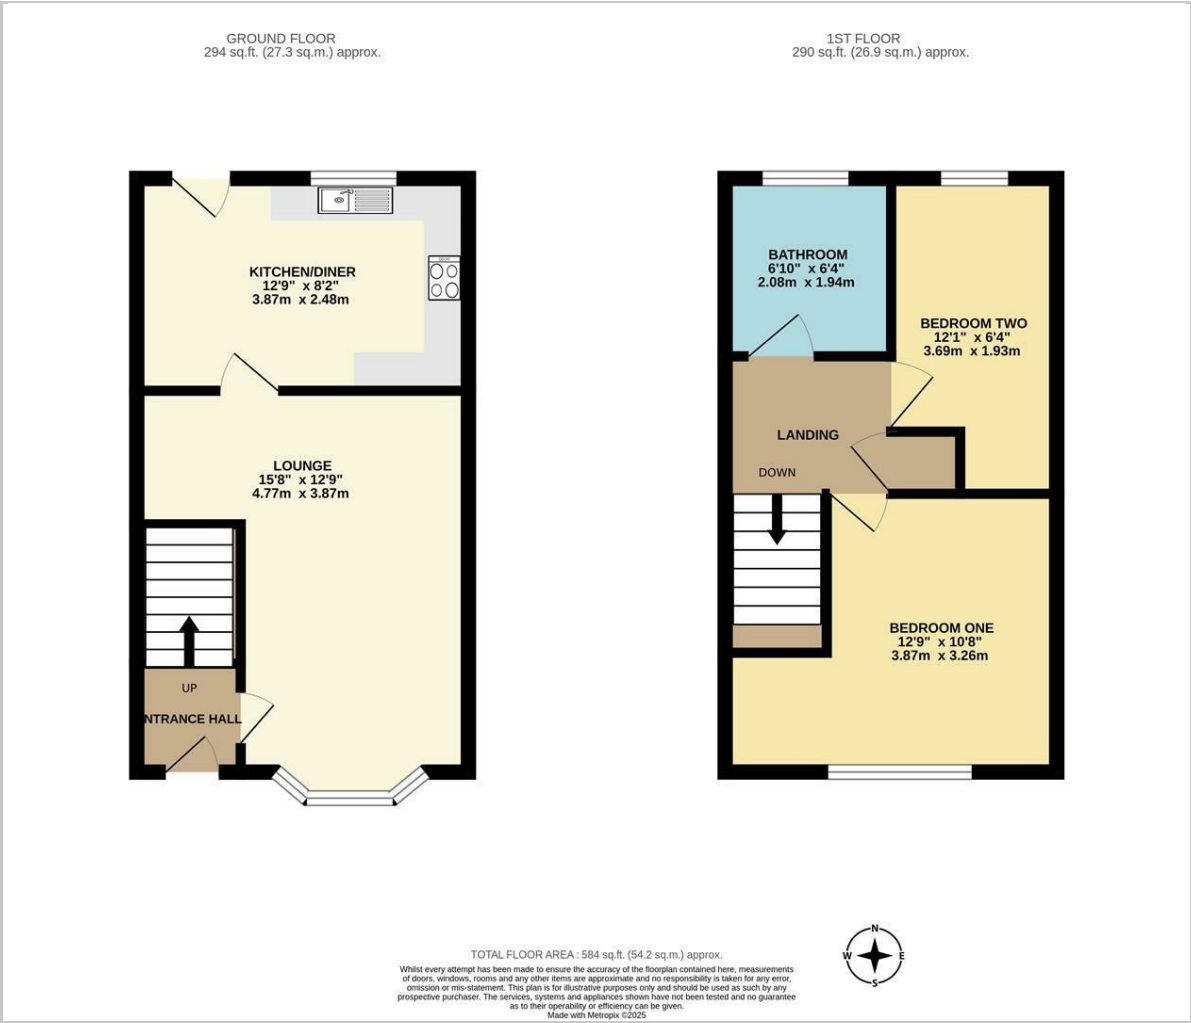 GROUND FLOOR
294 sq.ft. (27.3 sq.m.) approx.
1ST FLOOR
290 sq.ft. (26.9 sq.m.) approx.
KITCHEN/DINER
12'9" x 8'2"
3.87m x 2.48m
LOUNGE
15'8" x 12'9"
4.77m x 3.87m
UP
NTRANCE HALL
BATHROOM
6'10" x 6'4"
2.08m x 1.94m
BEDROOM TWO
12'1" x 6'4"
3.69m x 1.93m
LANDING
DOWN
BEDROOM ONE
12'9" x 10'8"
3.87m x 3.26m
TOTAL FLOOR AREA : 584 sq.ft. (54.2 sq.m.) approx.
Whilst every attempt has been made to ensure the accuracy of the floorplan contained here, measurements
of doors, windows, rooms and any other items are approximate and no responsibility is taken for any error,
omission or mis-statement. This plan is for illustrative purposes only and should be used as such by any
prospective purchaser. The services, systems and appliances shown have not been tested and no guarantee
as to their operability or efficiency can be given.
Made with Metropix ©2025
N
W E
S